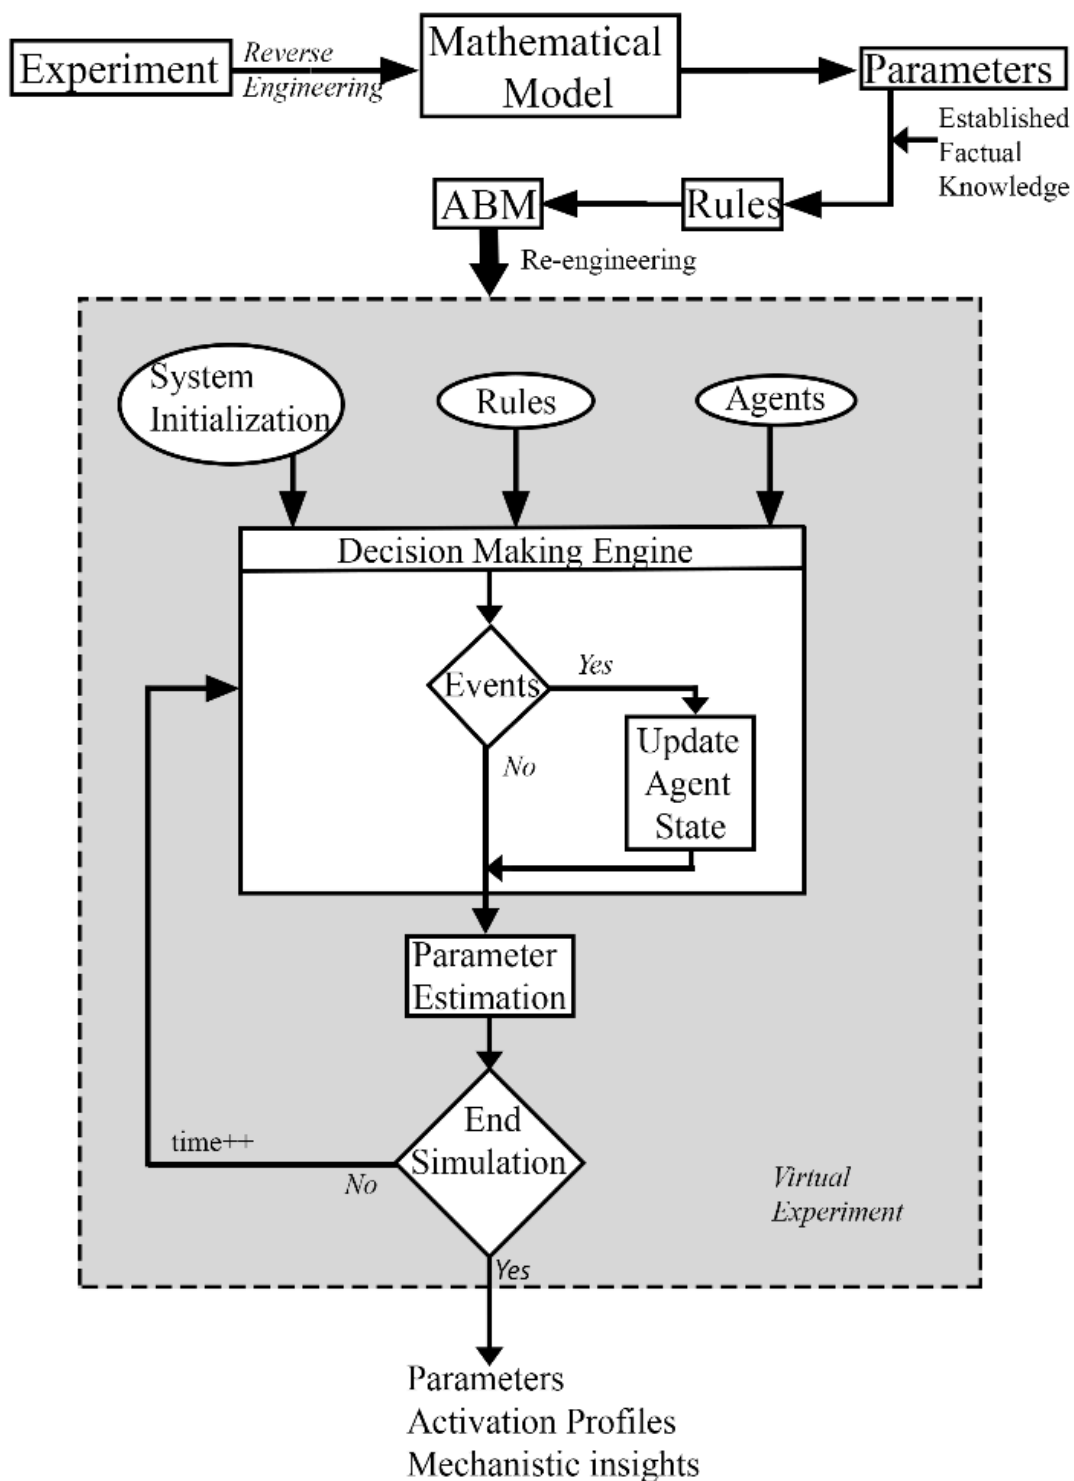 Experiment
Reverse
Engineering
Mathematical
Model
Parameters
Established
Factual
Knowledge
ABM
Rules
Re-engineering
System
Initialization
Rules
Agents
Decision Making Engine
Events
Yes
No
Update
Agent
State
Parameter
Estimation
End
Simulation
time++
No
Virtual
Experiment
Yes
Parameters
Activation Profiles
Mechanistic insights